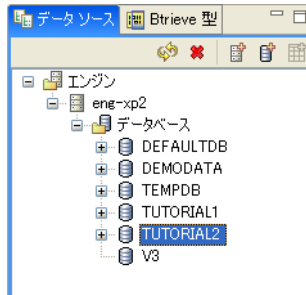 データ ソース Btrieve 型
エンジン
eng-xp2
データベース
DEFAULTDB
DEMODATA
TEMPDB
TUTORIAL1
TUTORIAL2
V3